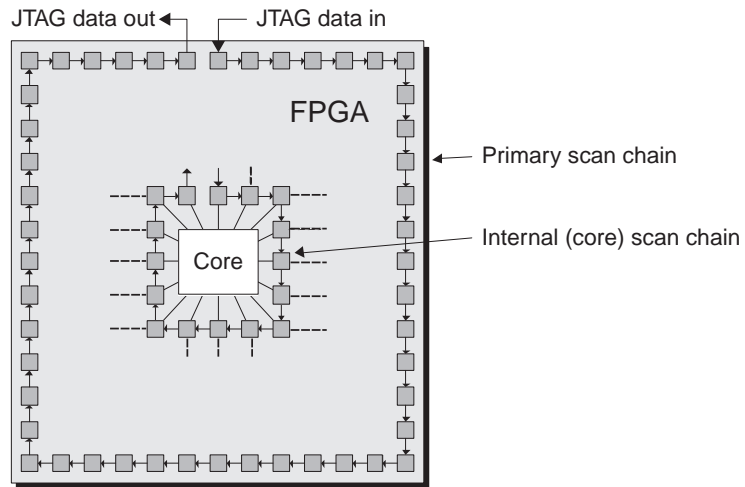 JTAG data out
JTAG data in
FPGA
Primary scan chain
Internal (core) scan chain
Core